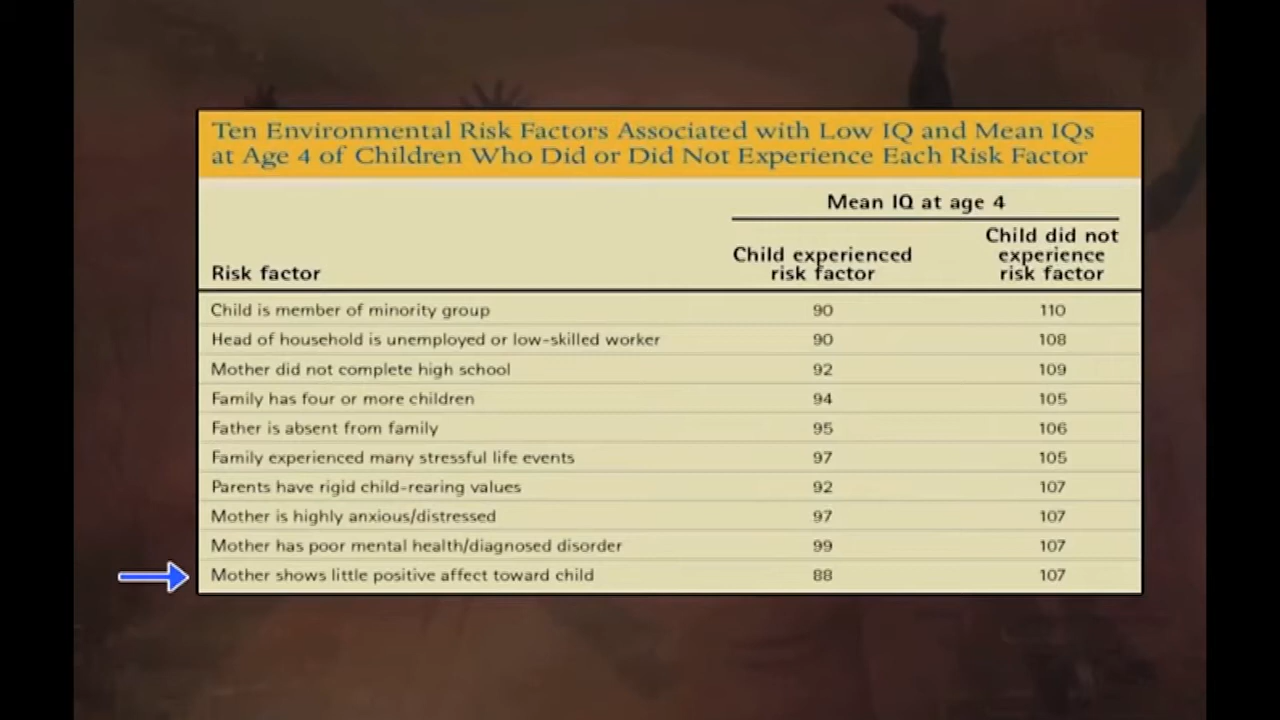 Ten Environmental Risk Factors Associated with Low IQ and Mean IQs
at Age 4 of Children Who Did or Did Not Experience Each Risk Factor
Mean IQ at age 4
Risk factor
Child experienced
risk factor
Child did not
experience
risk factor
Child is member of minority group 90 110
Head of household is unemployed or low-skilled worker 90 108
Mother did not complete high school 92 109
Family has four or more children 94 105
Father is absent from family 95 106
Family experienced many stressful life events 97 105
Parents have rigid child-rearing values 92 107
Mother is highly anxious/distressed 97 107
Mother has poor mental health/diagnosed disorder 99 107
Mother shows little positive affect toward child 88 107